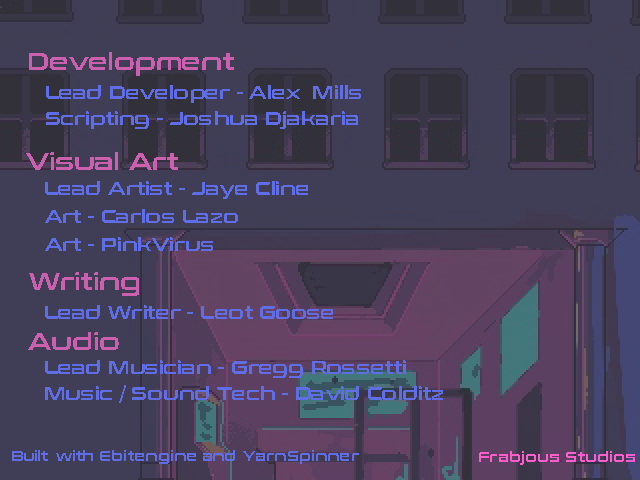 Development
Lead Developer - Alex Mills
Scripting - Joshua Djakaria
Visual Art
Lead Artist - Jaye Cline
Art - Carlos Lazo
Art - PinkVirus
Writing
Lead Writer - Leot Goose
Audio
Lead Musician - Gregg Rossetti
Music / Sound Tech - David Colditz
Built with Ebitengine and YarnSpinner
Frabjous Studios